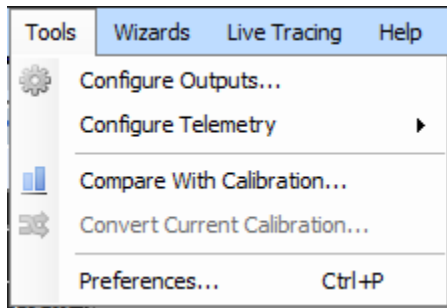 Tools Wizards Live Tracing Help
Configure Outputs...
Configure Telemetry
Compare With Calibration...
Convert Current Calibration...
Preferences... Ctrl+P